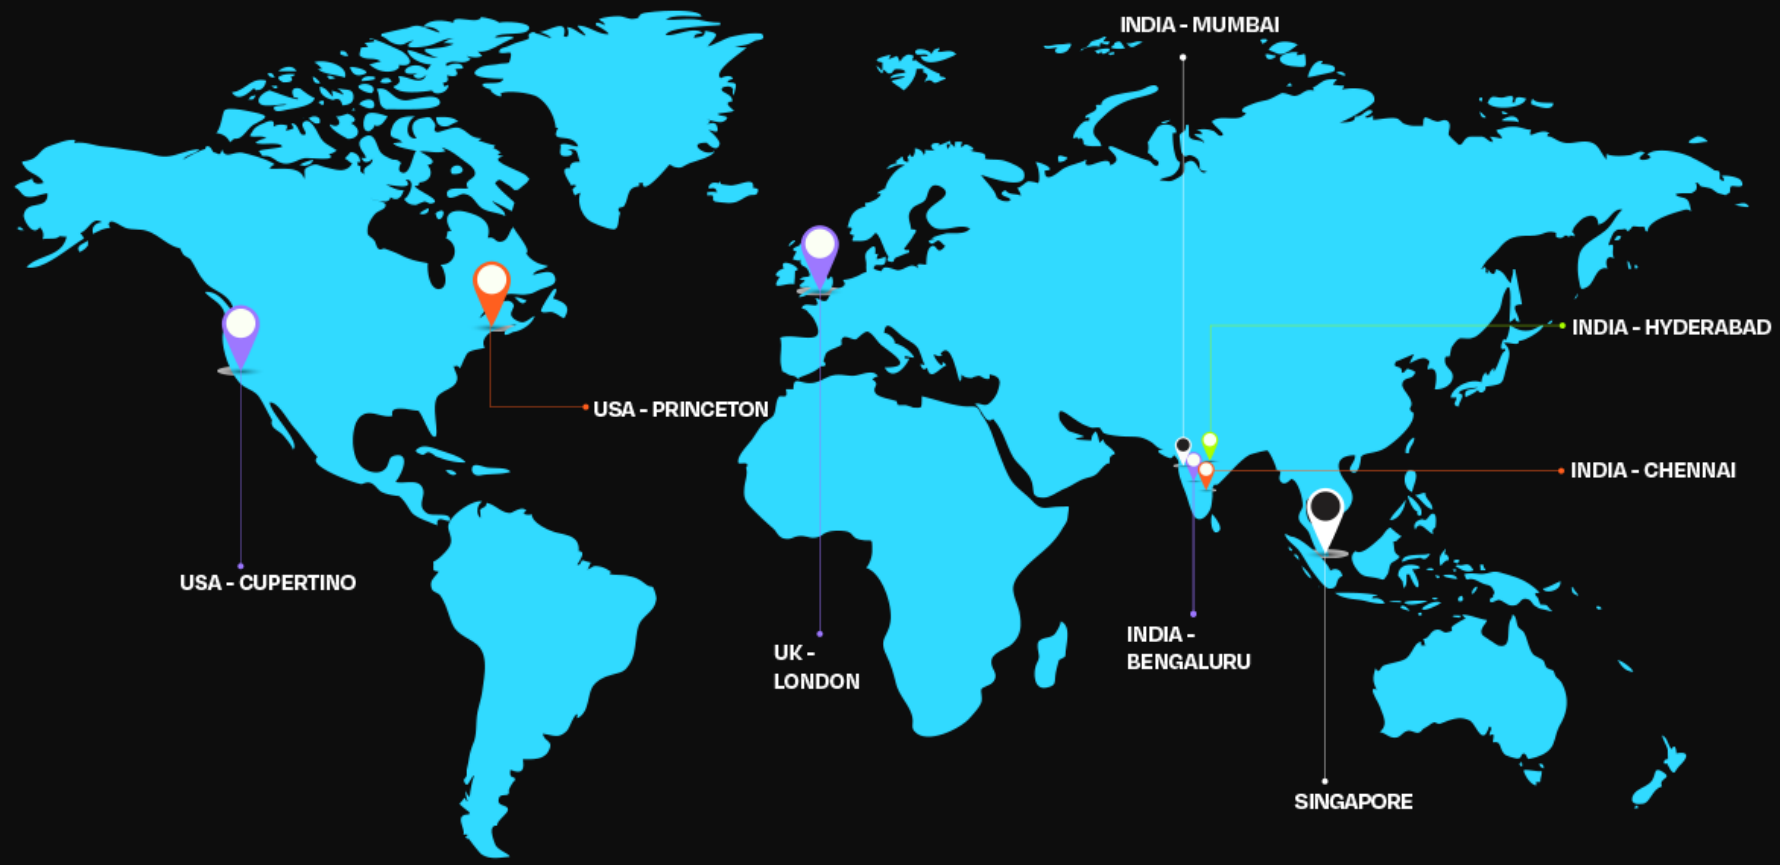 INDIA - MUMBAI
INDIA - HYDERABAD
USA - PRINCETON
INDIA - CHENNAI
USA - CUPERTINO
UK -
LONDON
INDIA -
BENGALURU
SINGAPORE